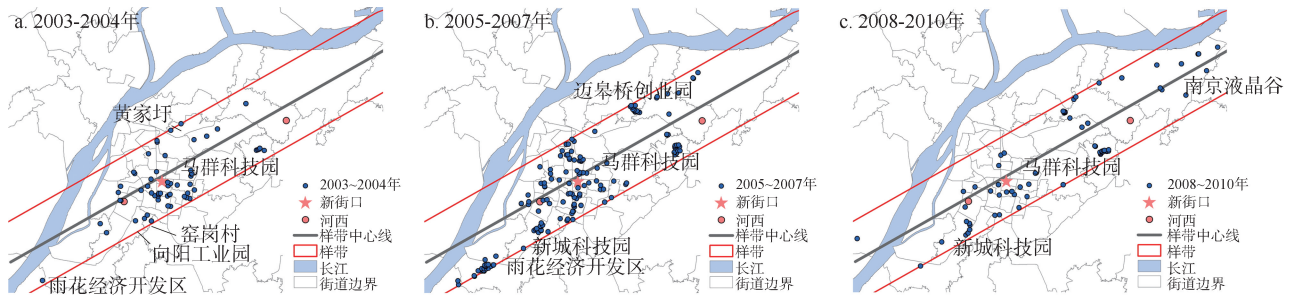 a. 2003-2004年
黄家圩
马群科技园
窑岗村
向阳工业园
雨花经济开发区
2003~2004年
新街口
河西
样带中心线
样带
长江
街道边界
b. 2005-2007年
迈皋桥创业园
马群科技园
新城科技园
雨花经济开发区
2005~2007年
新街口
河西
样带中心线
样带
长江
街道边界
c. 2008-2010年
南京液晶谷
马群科技园
新城科技园
2008~2010年
新街口
河西
样带中心线
样带
长江
街道边界